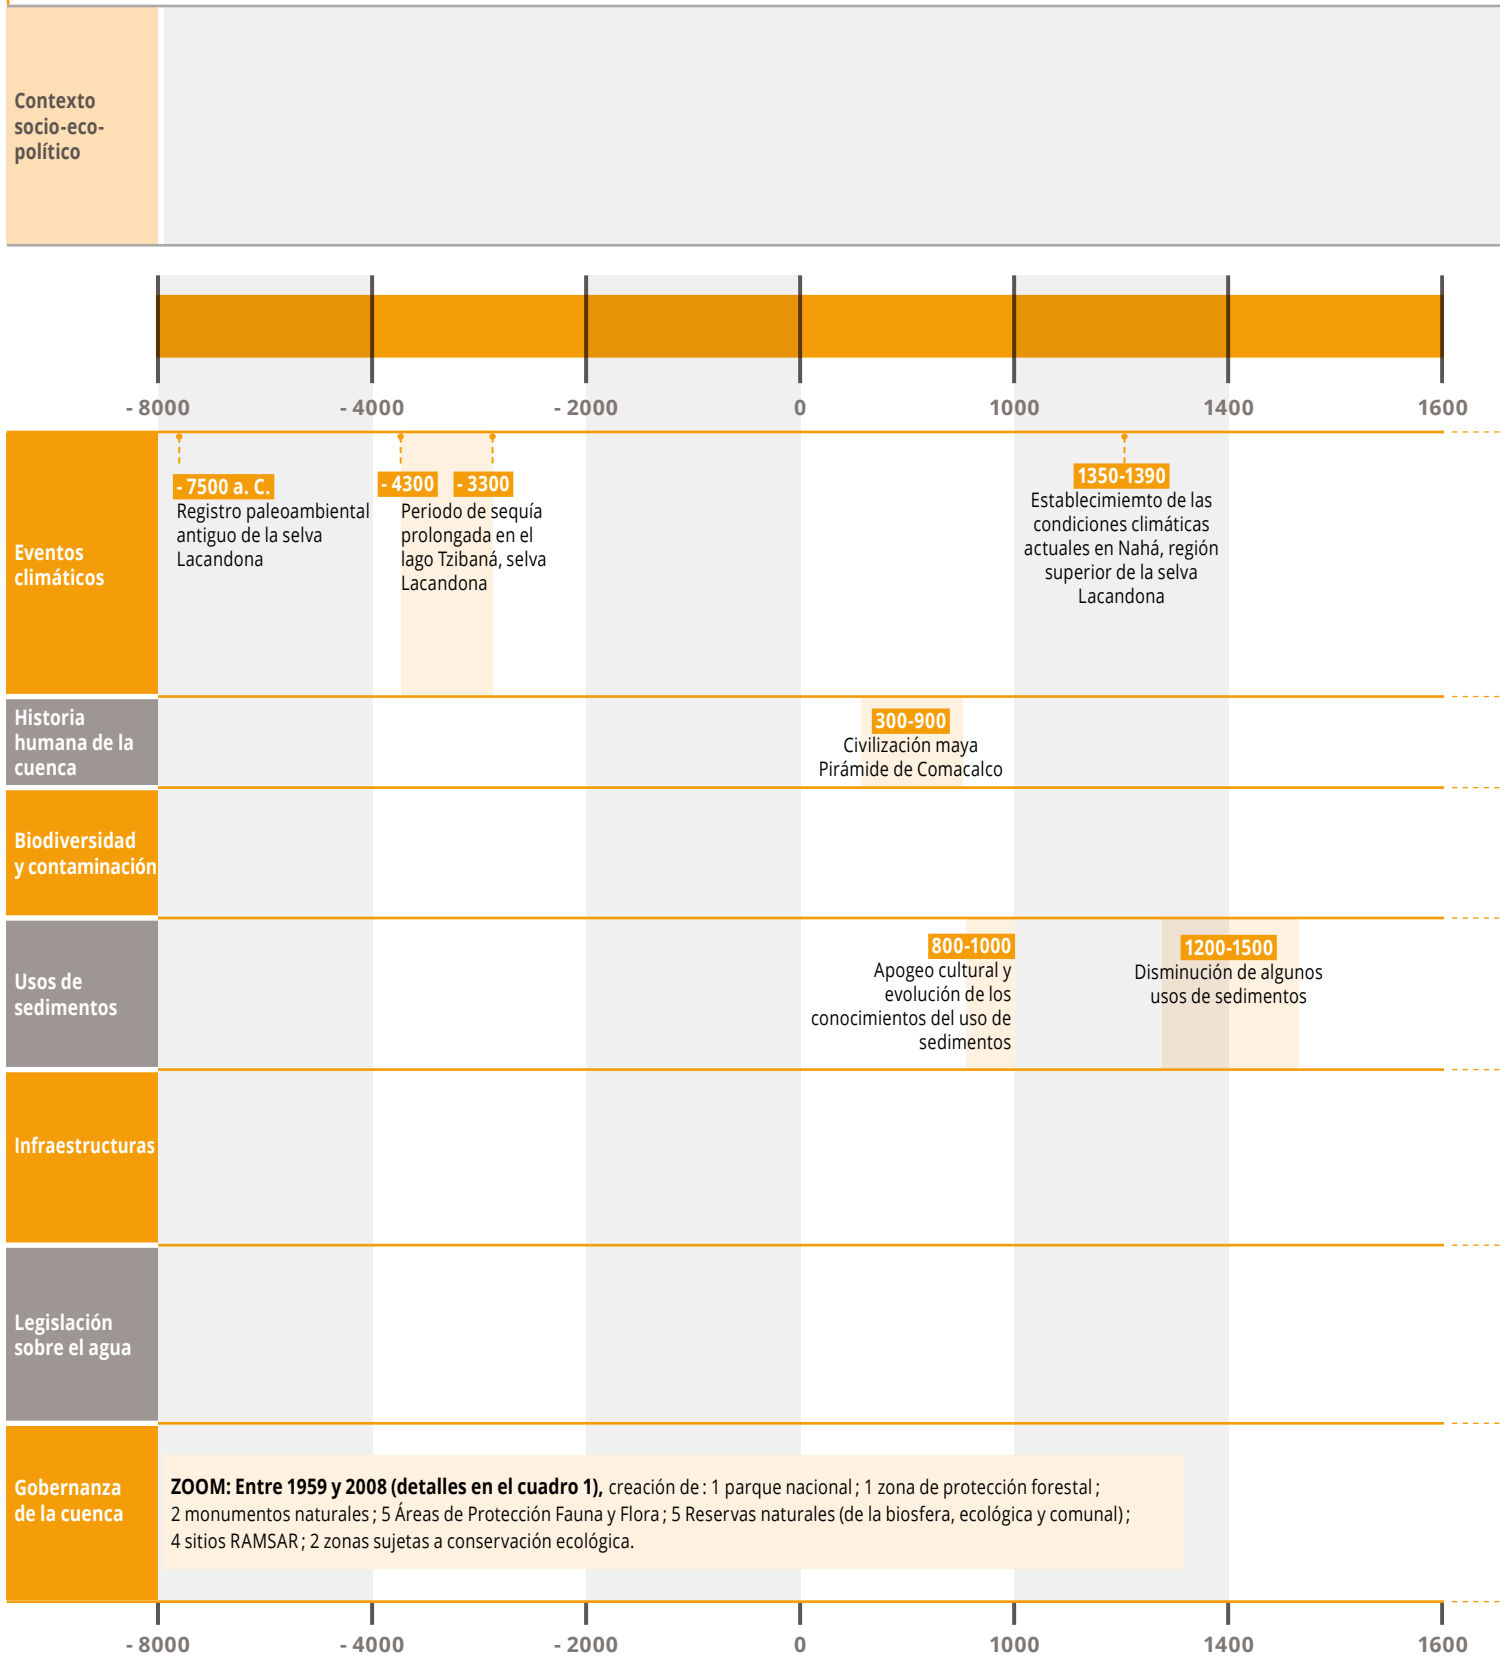 Contexto
socio-eco-
político
- 8000
- 4000
- 2000
0
1000
1400
1600
Eventos
climáticos
- 7500 a. C.
Registro paleoambiental
antiguo de la selva
Lacandona
- 4300
- 3300
Periodo de sequía
prolongada en el
lago Tzibaná, selva
Lacandona
1350-1390
Establecimiemto de las
condiciones climáticas
actuales en Nahá, región
superior de la selva
Lacandona
Historia
humana de la
cuenca
300-900
Civilización maya
Pirámide de Comacalco
Biodiversidad
y contaminación
Usos de
sedimentos
800-1000
Apogeo cultural y
evolución de los
conocimientos del uso de
sedimentos
1200-1500
Disminución de algunos
usos de sedimentos
Infraestructuras
Legislación
sobre el agua
Gobernanza
de la cuenca
ZOOM: Entre 1959 y 2008 (detalles en el cuadro 1), creación de : 1 parque nacional ; 1 zona de protección forestal ;
2 monumentos naturales ; 5 Áreas de Protección Fauna y Flora ; 5 Reservas naturales (de la biosfera, ecológica y comunal) ;
4 sitios RAMSAR ; 2 zonas sujetas a conservación ecológica.
- 8000
- 4000
- 2000
0
1000
1400
1600